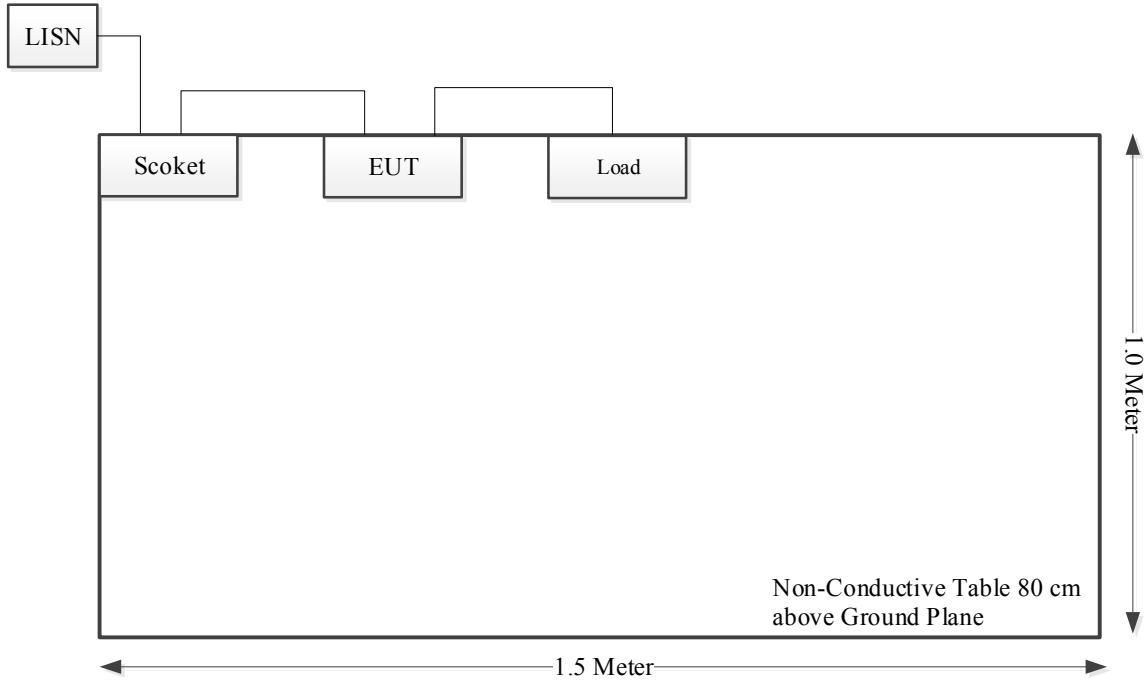 LISN
Scoket
EUT
Load
1.0 Meter
Non-Conductive Table 80 cm
above Ground Plane
1.5 Meter